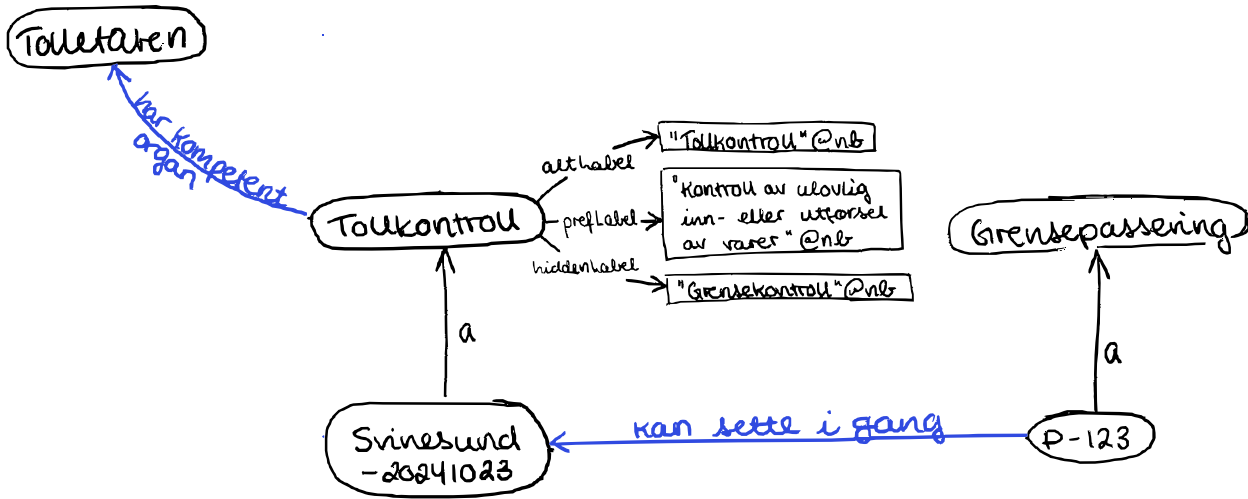 Tolletaten
har kompetent
organ
altLabel
"Tollkontroll"@nb
Tollkontroll
prefLabel
"Kontroll av ulovlig
inn- eller utførsel
av varer"@nb
hiddenLabel
"Grensekontroll"@nb
Grensepassering
a
a
Svinesund
-20241023
kan sette i gang
P-123